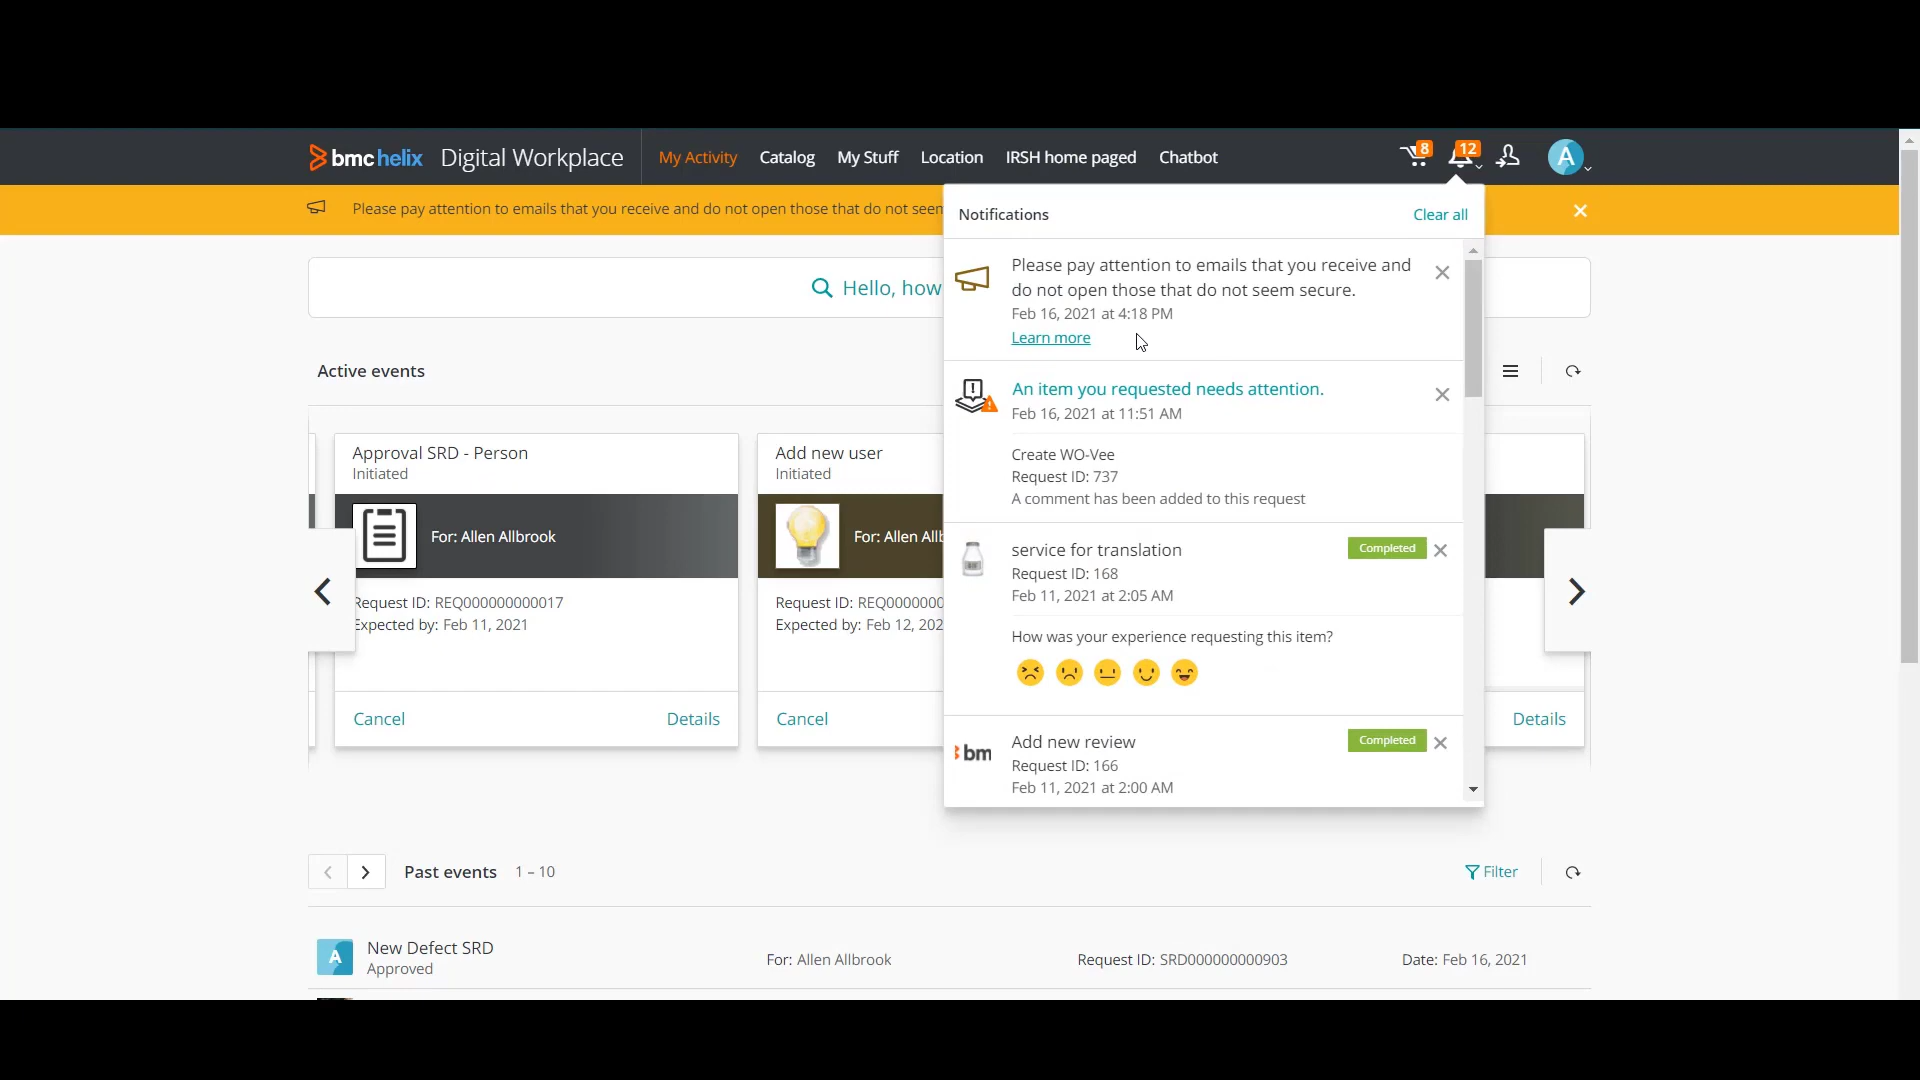 bmc helix Digital Workplace My Activity Catalog My Stuff Location IRSH home paged Chatbot 8 12 A
Please pay attention to emails that you receive and do not open those that do not seem
Notifications Clear all
Please pay attention to emails that you receive and
do not open those that do not seem secure.
Feb 16, 2021 at 4:18 PM
Learn more
An item you requested needs attention.
Feb 16, 2021 at 11:51 AM
Create WO-Vee
Request ID: 737
A comment has been added to this request
service for translation Completed
Request ID: 168
Feb 11, 2021 at 2:05 AM
How was your experience requesting this item?
Add new review Completed
bm
Request ID: 166
Feb 11, 2021 at 2:00 AM
Hello, how
Active events
Approval SRD - Person
Initiated
For: Allen Allbrook
Request ID: REQ000000000017
Expected by: Feb 11, 2021
Cancel Details
Add new user
Initiated
For: Allen Allb
Request ID: REQ0000000
Expected by: Feb 12, 202
Cancel
Details
Past events 1 – 10 Filter
A
New Defect SRD
Approved
For: Allen Allbrook
Request ID: SRD000000000903
Date: Feb 16, 2021